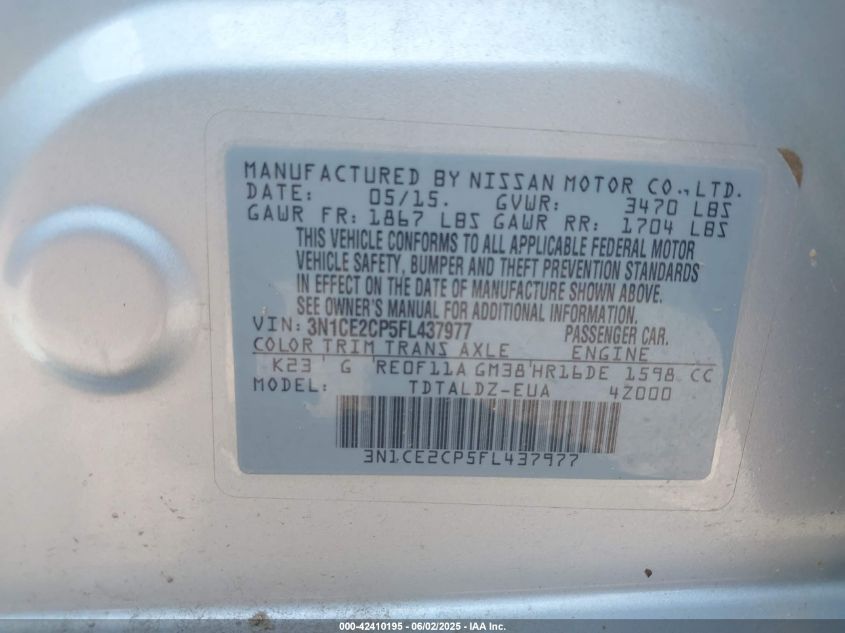 MANUFACTURED BY NISSAN MOTOR CO., LTD.
DATE: 05/15. GVWR: 3470 LBS
GAWR FR: 1867 LBS GAWR RR: 1704 LBS
THIS VEHICLE CONFORMS TO ALL APPLICABLE FEDERAL MOTOR
VEHICLE SAFETY, BUMPER AND THEFT PREVENTION STANDARDS
IN EFFECT ON THE DATE OF MANUFACTURE SHOWN ABOVE.
SEE OWNER'S MANUAL FOR ADDITIONAL INFORMATION.
VIN: 3N1CE2CP5FL437977 PASSENGER CAR.
COLOR TRIM TRANS AXLE ENGINE
K23 G RE0F11A GM38 HR16DE 1598 CC
MODEL: TDTALDZ-EUA 4Z000
3N1CE2CP5FL437977
000-42410195 - 06/02/2025 - IAA Inc.